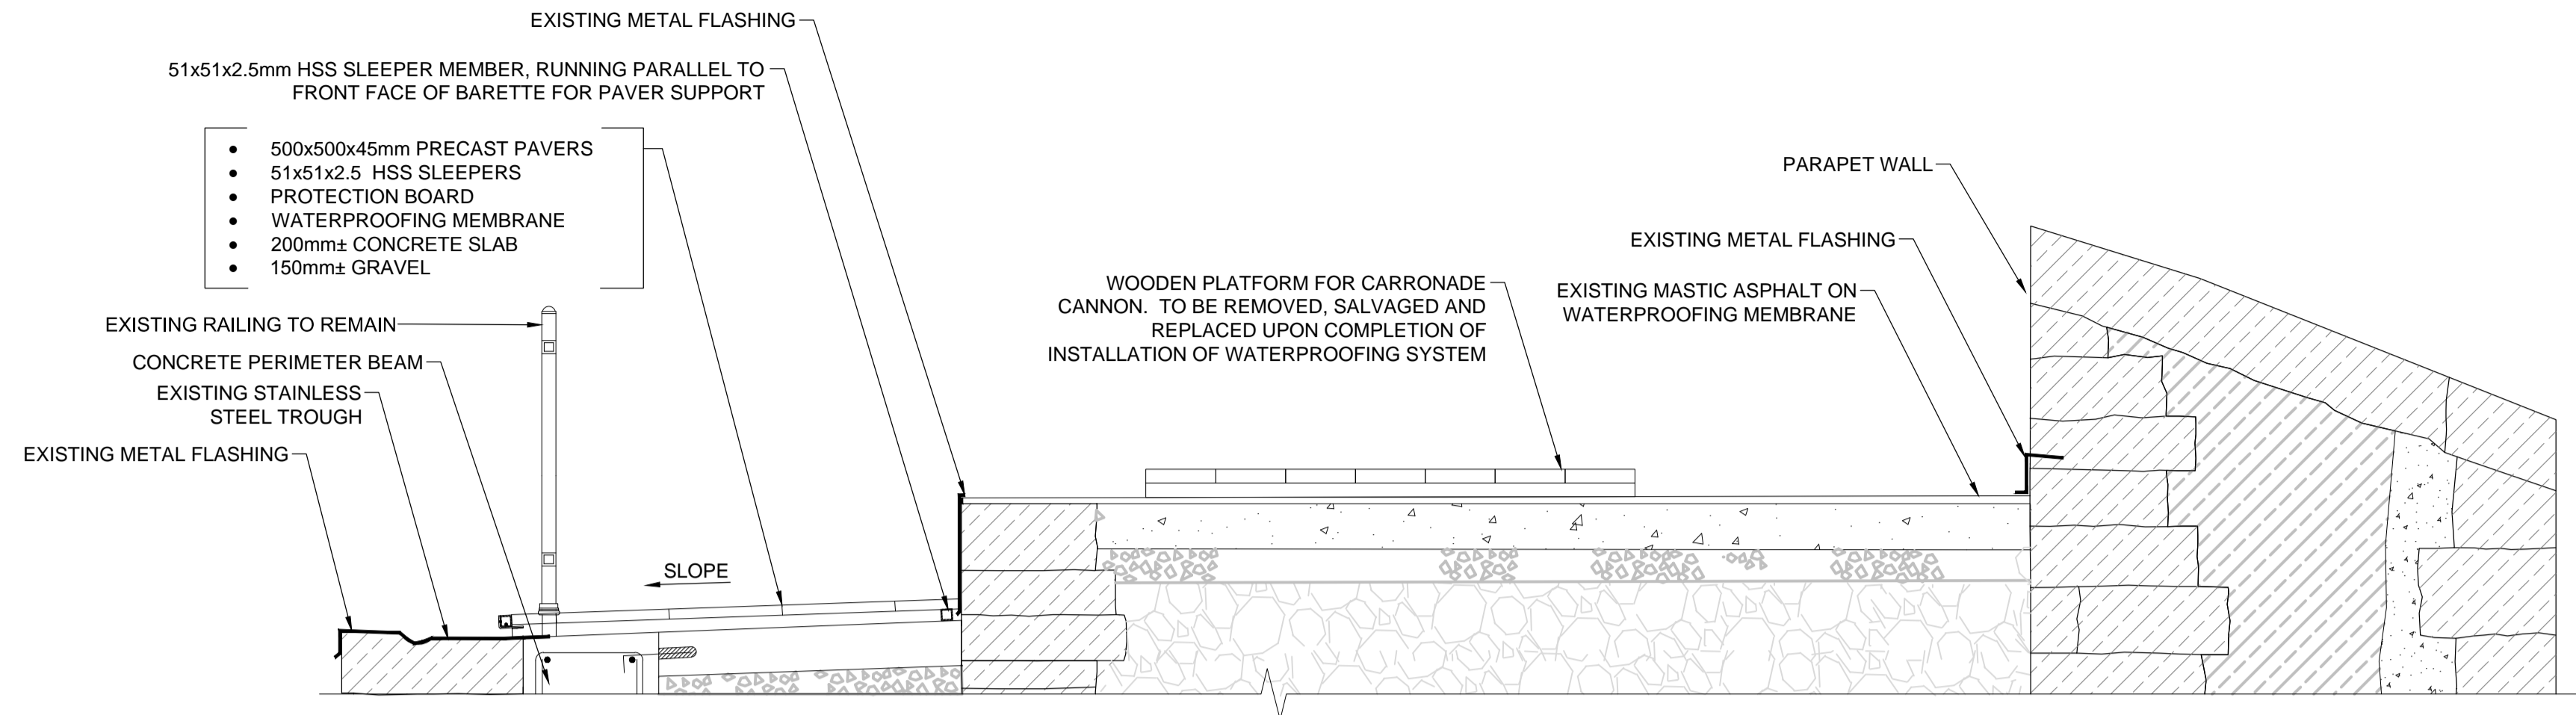 EXISTING METAL FLASHING
51x51x2.5mm HSS SLEEPER MEMBER, RUNNING PARALLEL TO
FRONT FACE OF BARETTE FOR PAVER SUPPORT
• 500x500x45mm PRECAST PAVERS
• 51x51x2.5 HSS SLEEPERS
• PROTECTION BOARD
• WATERPROOFING MEMBRANE
• 200mm± CONCRETE SLAB
• 150mm± GRAVEL
EXISTING RAILING TO REMAIN
CONCRETE PERIMETER BEAM
EXISTING STAINLESS
STEEL TROUGH
EXISTING METAL FLASHING
SLOPE
WOODEN PLATFORM FOR CARRONADE
CANNON. TO BE REMOVED, SALVAGED AND
REPLACED UPON COMPLETION OF
INSTALLATION OF WATERPROOFING SYSTEM
PARAPET WALL
EXISTING METAL FLASHING
EXISTING MASTIC ASPHALT ON
WATERPROOFING MEMBRANE